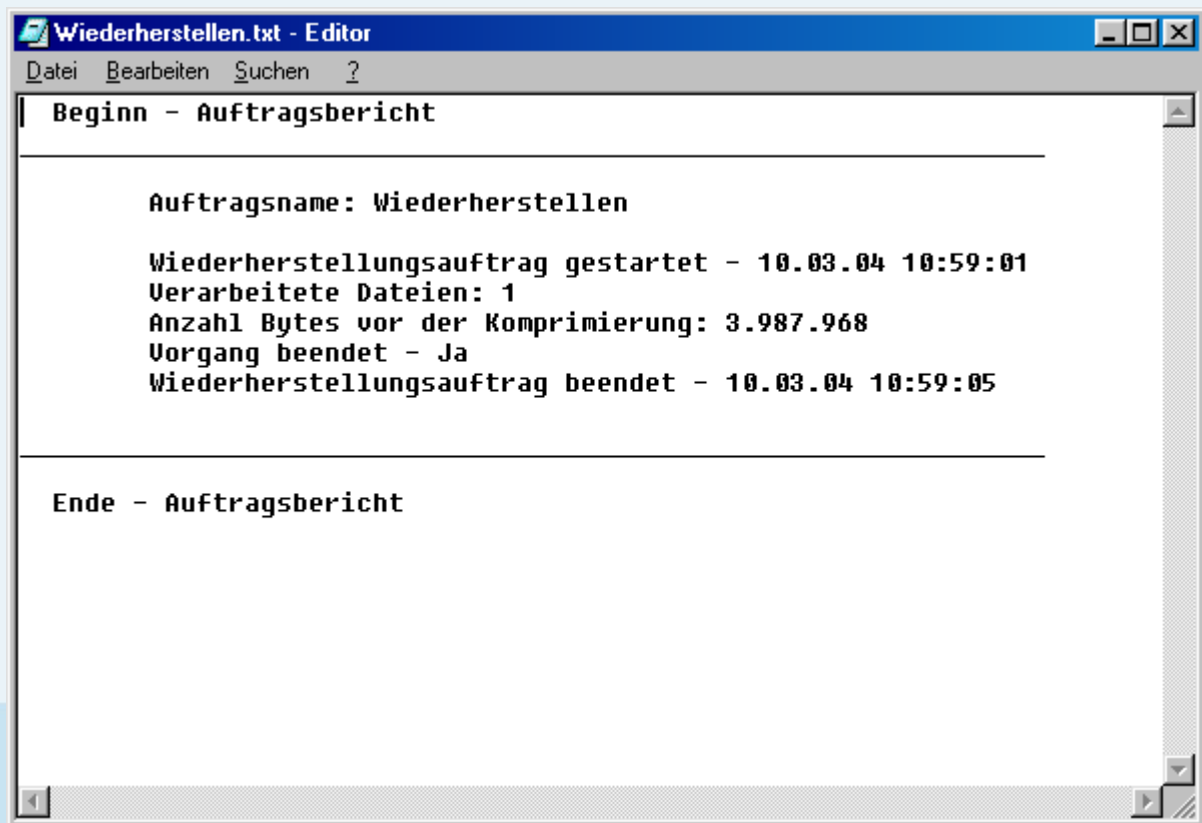 Wiederherstellen.txt - Editor
Datei Bearbeiten Suchen ?
Beginn - Auftragsbericht
Auftragsname: Wiederherstellen
Wiederherstellungsauftrag gestartet - 10.03.04 10:59:01
Verarbeitete Dateien: 1
Anzahl Bytes vor der Komprimierung: 3.987.968
Vorgang beendet - Ja
Wiederherstellungsauftrag beendet - 10.03.04 10:59:05
Ende - Auftragsbericht